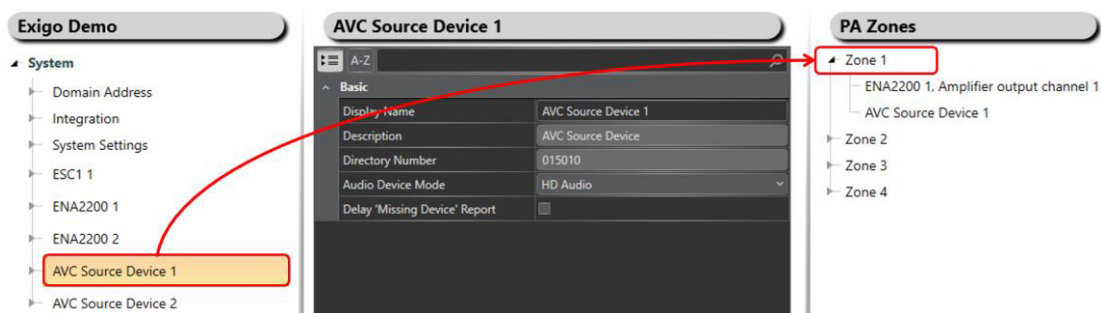 Exigo Demo
System
Domain Address
Integration
System Settings
ESC1 1
ENA2200 1
ENA2200 2
AVC Source Device 1
AVC Source Device 2
AVC Source Device 1
A-Z
Basic
Display Name AVC Source Device 1
Description AVC Source Device
Directory Number 015010
Audio Device Mode HD Audio
Delay 'Missing Device' Report
PA Zones
Zone 1
ENA2200 1, Amplifier output channel 1
AVC Source Device 1
Zone 2
Zone 3
Zone 4